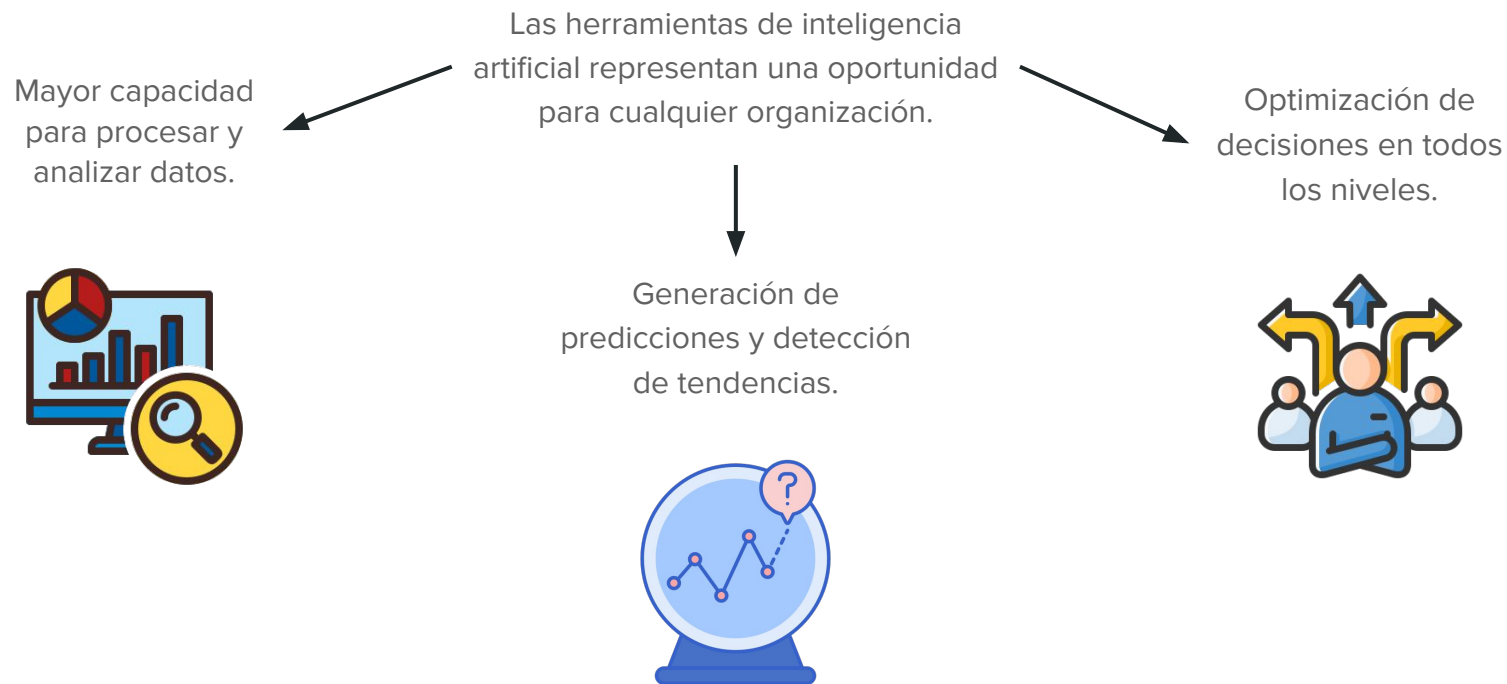 Las herramientas de inteligencia
artificial representan una oportunidad
para cualquier organización.
Mayor capacidad
para procesar y
analizar datos.
Generación de
predicciones y detección
de tendencias.
?
Optimización de
decisiones en todos
los niveles.